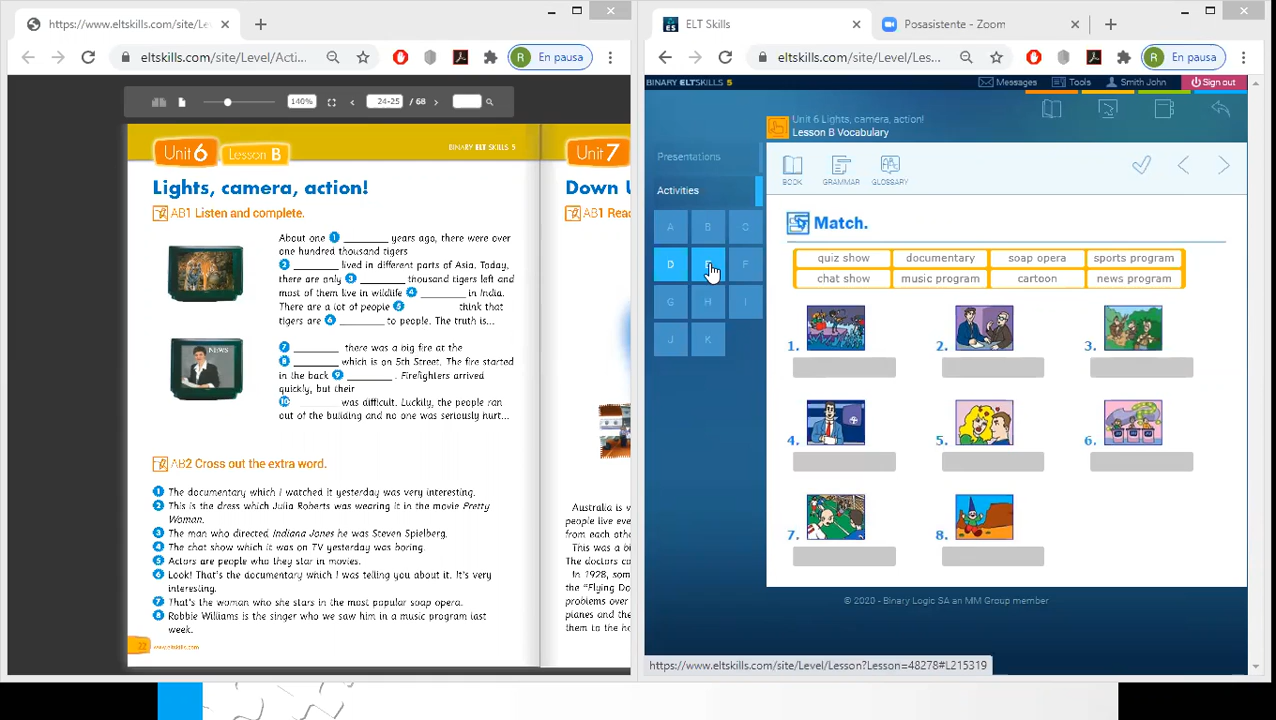 https://www.eltskills.com/site/Le
eltskills.com/site/Level/Acti...
R En pausa
140%
24-25 / 68
Unit 6 Lesson B
BINARY ELT SKILLS 5
Unit 7
Lights, camera, action!
Down U
AB1 Listen and complete.
AB1 Rea
About one 1 ________ years ago, there were over
one hundred thousand tigers
2 ________ lived in different parts of Asia. Today,
there are only 3 ________ thousand tigers left and
most of them live in wildlife 4 ________ in India.
There are a lot of people 5 ________ think that
tigers are 6 ________ to people. The truth is...
NEWS
7 ________ there was a big fire at the
8 ________ which is on 5th Street. The fire started
in the back 9 ________. Firefighters arrived
quickly, but their
10 ________ was difficult. Luckily, the people ran
out of the building and no one was seriously hurt...
AB2 Cross out the extra word.
1 The documentary which I watched it yesterday was very interesting.
2 This is the dress which Julia Roberts was wearing it in the movie Pretty
Woman.
3 The man who directed Indiana Jones he was Steven Spielberg.
4 The chat show which it was on TV yesterday was boring.
5 Actors are people who they star in movies.
6 Look! That's the documentary which I was telling you about it. It's very
interesting.
7 That's the woman who she stars in the most popular soap opera.
8 Robbie Williams is the singer who we saw him in a music program last
week.
22 www.eltskills.com
Australia is v
people live eve
from each othe
This was a bi
The doctors co
In 1928, som
the "Flying Do
problems over
planes and the
them to the ho
ELT Skills
Posasistente - Zoom
eltskills.com/site/Level/Les...
R En pausa
BINARY ELTSKILLS 5
Messages
Tools
Smith John
Sign out
Unit 6 Lights, camera, action!
Lesson B Vocabulary
Presentations
Activities
A B C
D E F
G H I
J K
BOOK GRAMMAR GLOSSARY
Match.
quiz show documentary soap opera sports program
chat show music program cartoon news program
1. 2. 3.
4. 5. 6.
7. 8.
© 2020 - Binary Logic SA an MM Group member
https://www.eltskills.com/site/Level/Lesson?Lesson=48278#L215319